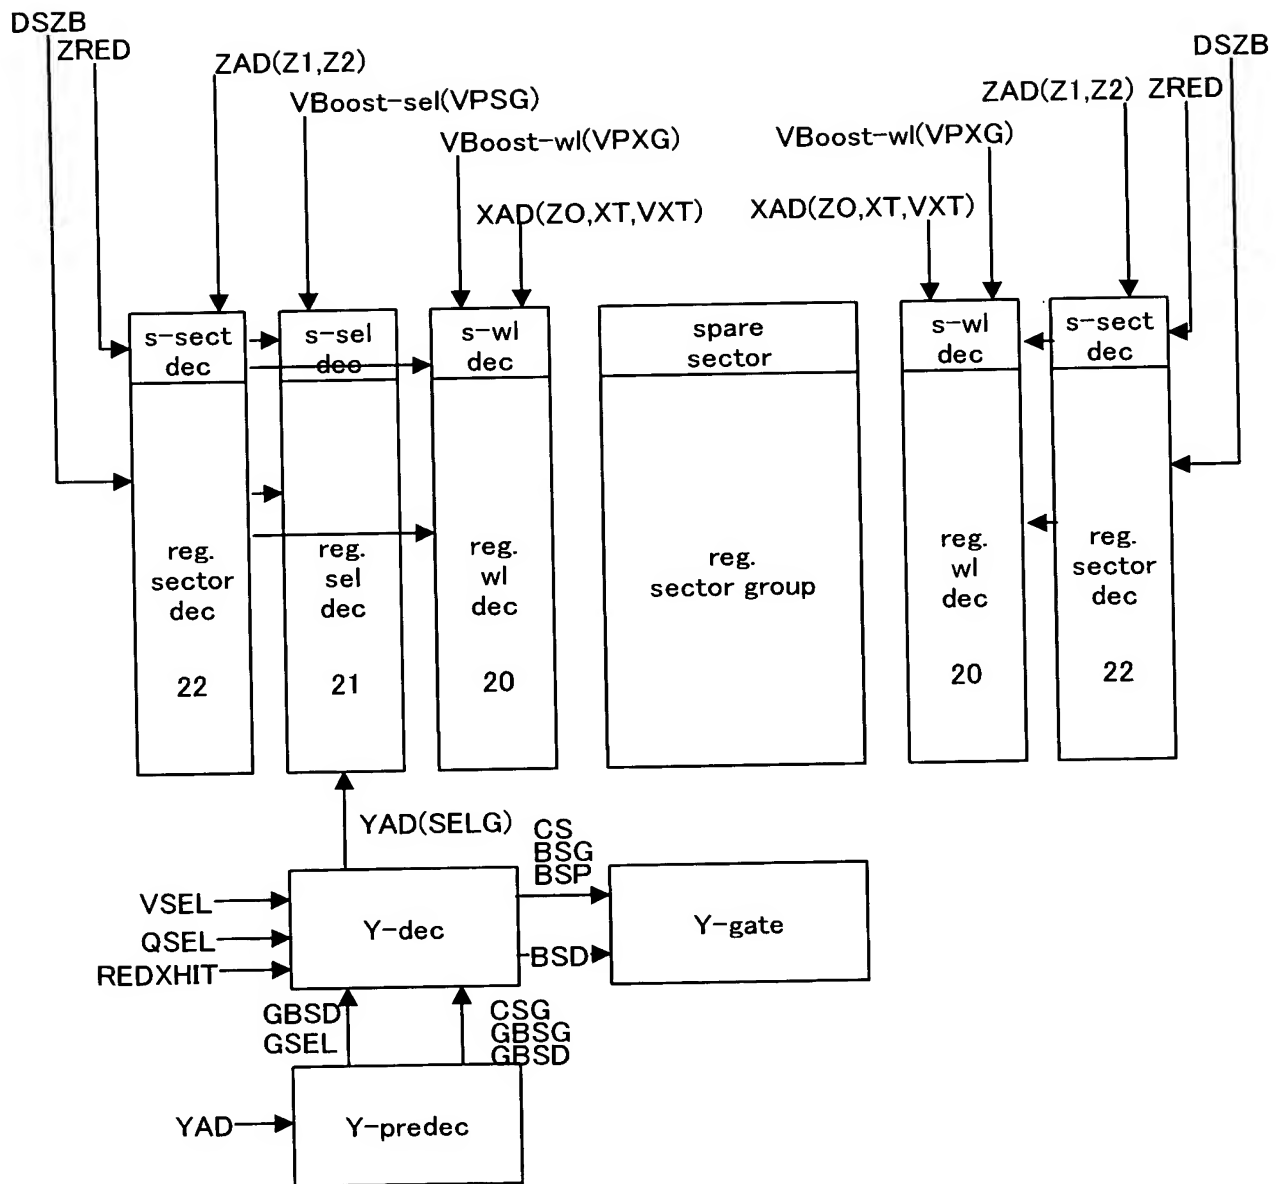 DSZB
ZRED
ZAD(Z1,Z2)
VBoost-sel(VPSG)
VBoost-wl(VPXG)
XAD(ZO,XT,VXT)
DSZB
ZAD(Z1,Z2) ZRED
VBoost-wl(VPXG)
XAD(ZO,XT,VXT)
s-sect
dec
s-sel
dec
s-wl
dec
spare
sector
s-wl
dec
s-sect
dec
reg.
sector
dec
22
reg.
sel
dec
21
reg.
wl
dec
20
reg.
sector group
reg.
wl
dec
20
reg.
sector
dec
22
YAD(SELG)
CS
BSG
BSP
VSEL
QSEL
REDXHIT
Y-dec
BSD
Y-gate
GBSD
GSEL
CSG
GBSG
GBSD
YAD
Y-predec